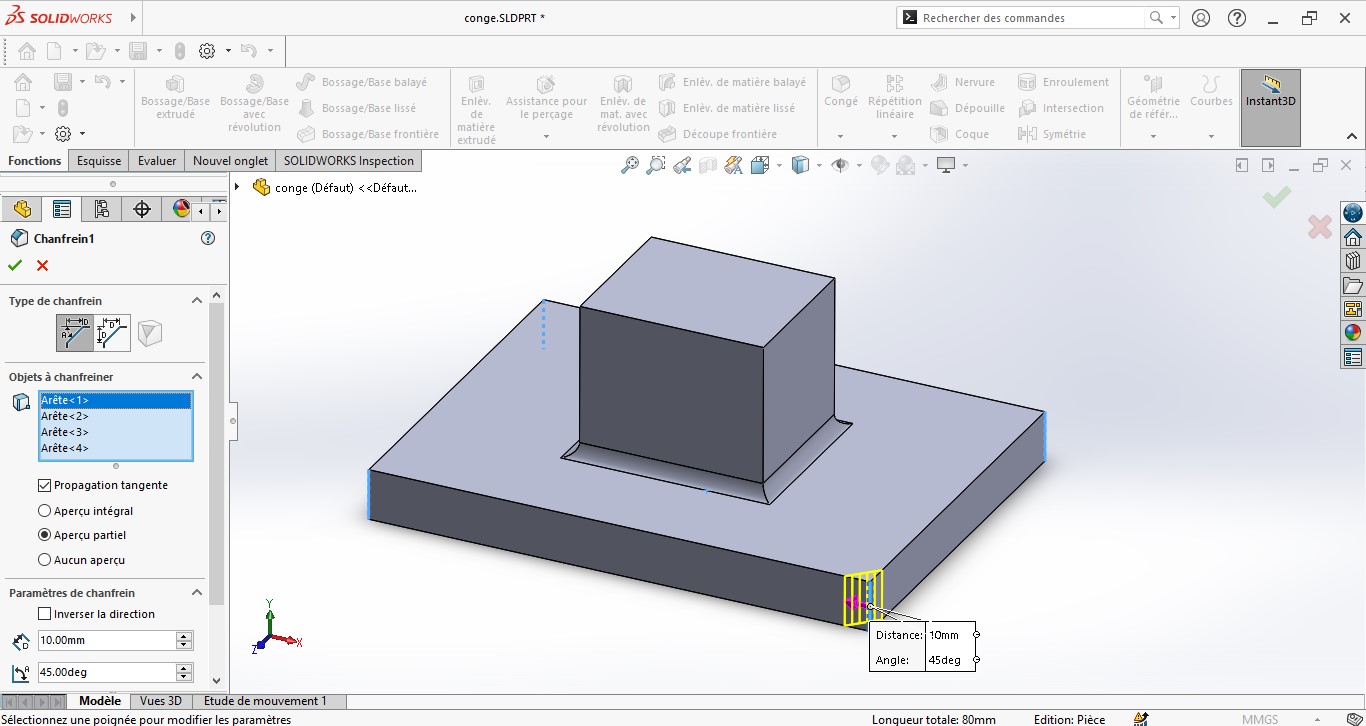 SOLIDWORKS
conge.SLDPRT *
Rechercher des commandes
Bossage/Base extrudé
Bossage/Base avec révolution
Bossage/Base balayé
Bossage/Base lissé
Bossage/Base frontière
Enlèv. de matière extrudé
Assistance pour le perçage
Enlèv. de mat. avec révolution
Enlèv. de matière balayé
Enlèv. de matière lissé
Découpe frontière
Congé
Répétition linéaire
Nervure
Dépouille
Coque
Enroulement
Intersection
Symétrie
Géométrie de référ...
Courbes
Instant3D
Fonctions
Esquisse
Evaluer
Nouvel onglet
SOLIDWORKS Inspection
conge (Défaut) <<Défaut...
Chanfrein1
Type de chanfrein
Objets à chanfreiner
Arête<1>
Arête<2>
Arête<3>
Arête<4>
Propagation tangente
Aperçu intégral
Aperçu partiel
Aucun aperçu
Paramètres de chanfrein
Inverser la direction
10.00mm
45.00deg
Y
X
Z
Distance: 10mm
Angle: 45deg
Modèle
Vues 3D
Etude de mouvement 1
Sélectionnez une poignée pour modifier les paramètres
Longueur totale: 80mm
Edition: Pièce
MMGS